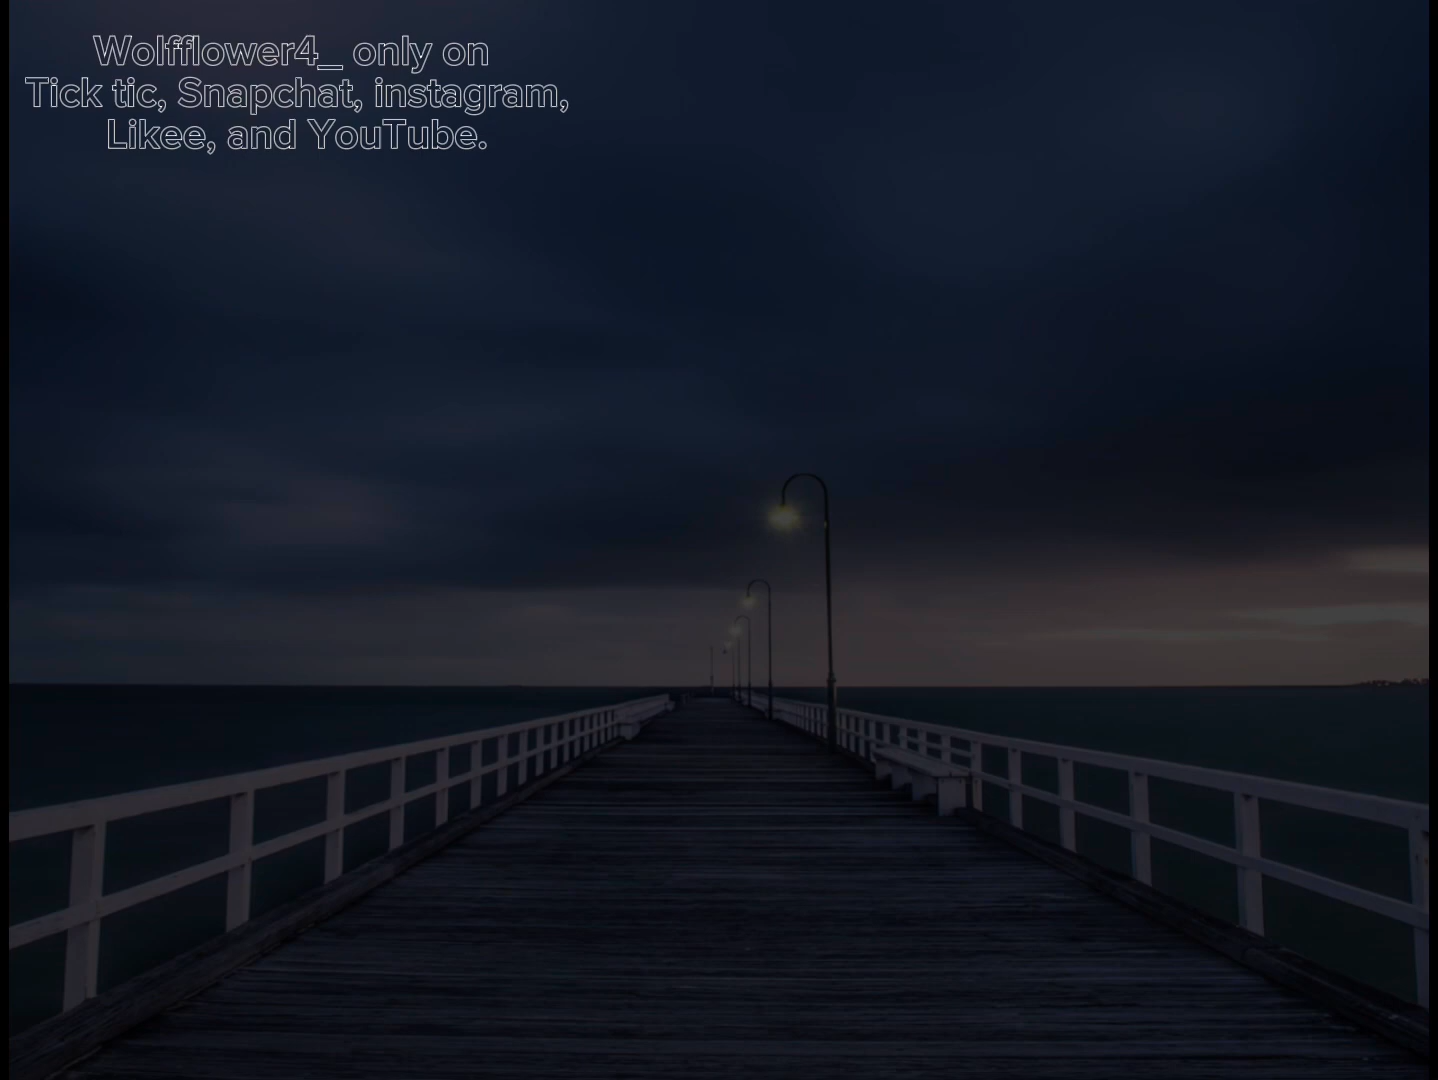 Wolfflower4_ only on
Tick tic, Snapchat, instagram,
Likee, and YouTube.